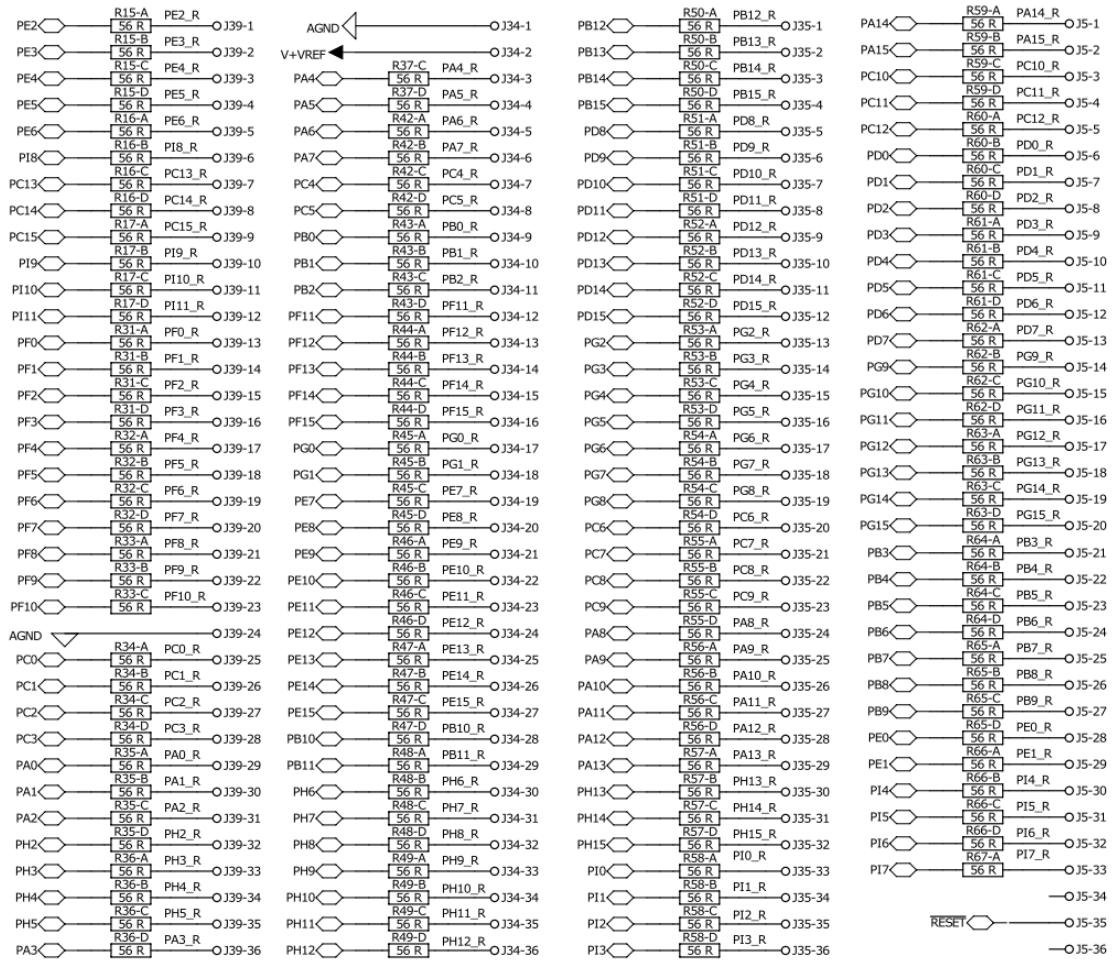 PE2 R15-A 56 R PE2_R J39-1
PE3 R15-B 56 R PE3_R J39-2
PE4 R15-C 56 R PE4_R J39-3
PE5 R15-D 56 R PE5_R J39-4
PE6 R16-A 56 R PE6_R J39-5
PI8 R16-B 56 R PI8_R J39-6
PC13 R16-C 56 R PC13_R J39-7
PC14 R16-D 56 R PC14_R J39-8
PC15 R17-A 56 R PC15_R J39-9
PI9 R17-B 56 R PI9_R J39-10
PI10 R17-C 56 R PI10_R J39-11
PI11 R17-D 56 R PI11_R J39-12
PF0 R31-A 56 R PF0_R J39-13
PF1 R31-B 56 R PF1_R J39-14
PF2 R31-C 56 R PF2_R J39-15
PF3 R31-D 56 R PF3_R J39-16
PF4 R32-A 56 R PF4_R J39-17
PF5 R32-B 56 R PF5_R J39-18
PF6 R32-C 56 R PF6_R J39-19
PF7 R32-D 56 R PF7_R J39-20
PF8 R33-A 56 R PF8_R J39-21
PF9 R33-B 56 R PF9_R J39-22
PF10 R33-C 56 R PF10_R J39-23
AGND J39-24
PC0 R34-A 56 R PC0_R J39-25
PC1 R34-B 56 R PC1_R J39-26
PC2 R34-C 56 R PC2_R J39-27
PC3 R34-D 56 R PC3_R J39-28
PA0 R35-A 56 R PA0_R J39-29
PA1 R35-B 56 R PA1_R J39-30
PA2 R35-C 56 R PA2_R J39-31
PH2 R35-D 56 R PH2_R J39-32
PH3 R36-A 56 R PH3_R J39-33
PH4 R36-B 56 R PH4_R J39-34
PH5 R36-C 56 R PH5_R J39-35
PA3 R36-D 56 R PA3_R J39-36
AGND J34-1
V+VREF J34-2
PA4 R37-C 56 R PA4_R J34-3
PA5 R37-D 56 R PA5_R J34-4
PA6 R42-A 56 R PA6_R J34-5
PA7 R42-B 56 R PA7_R J34-6
PC4 R42-C 56 R PC4_R J34-7
PC5 R42-D 56 R PC5_R J34-8
PB0 R43-A 56 R PB0_R J34-9
PB1 R43-B 56 R PB1_R J34-10
PB2 R43-C 56 R PB2_R J34-11
PF11 R43-D 56 R PF11_R J34-12
PF12 R44-A 56 R PF12_R J34-13
PF13 R44-B 56 R PF13_R J34-14
PF14 R44-C 56 R PF14_R J34-15
PF15 R44-D 56 R PF15_R J34-16
PG0 R45-A 56 R PG0_R J34-17
PG1 R45-B 56 R PG1_R J34-18
PE7 R45-C 56 R PE7_R J34-19
PE8 R45-D 56 R PE8_R J34-20
PE9 R46-A 56 R PE9_R J34-21
PE10 R46-B 56 R PE10_R J34-22
PE11 R46-C 56 R PE11_R J34-23
PE12 R46-D 56 R PE12_R J34-24
PE13 R47-A 56 R PE13_R J34-25
PE14 R47-B 56 R PE14_R J34-26
PE15 R47-C 56 R PE15_R J34-27
PB10 R47-D 56 R PB10_R J34-28
PB11 R48-A 56 R PB11_R J34-29
PH6 R48-B 56 R PH6_R J34-30
PH7 R48-C 56 R PH7_R J34-31
PH8 R48-D 56 R PH8_R J34-32
PH9 R49-A 56 R PH9_R J34-33
PH10 R49-B 56 R PH10_R J34-34
PH11 R49-C 56 R PH11_R J34-35
PH12 R49-D 56 R PH12_R J34-36
PB12 R50-A 56 R PB12_R J35-1
PB13 R50-B 56 R PB13_R J35-2
PB14 R50-C 56 R PB14_R J35-3
PB15 R50-D 56 R PB15_R J35-4
PD8 R51-A 56 R PD8_R J35-5
PD9 R51-B 56 R PD9_R J35-6
PD10 R51-C 56 R PD10_R J35-7
PD11 R51-D 56 R PD11_R J35-8
PD12 R52-A 56 R PD12_R J35-9
PD13 R52-B 56 R PD13_R J35-10
PD14 R52-C 56 R PD14_R J35-11
PD15 R52-D 56 R PD15_R J35-12
PG2 R53-A 56 R PG2_R J35-13
PG3 R53-B 56 R PG3_R J35-14
PG4 R53-C 56 R PG4_R J35-15
PG5 R53-D 56 R PG5_R J35-16
PG6 R54-A 56 R PG6_R J35-17
PG7 R54-B 56 R PG7_R J35-18
PG8 R54-C 56 R PG8_R J35-19
PC6 R54-D 56 R PC6_R J35-20
PC7 R55-A 56 R PC7_R J35-21
PC8 R55-B 56 R PC8_R J35-22
PC9 R55-C 56 R PC9_R J35-23
PA8 R55-D 56 R PA8_R J35-24
PA9 R56-A 56 R PA9_R J35-25
PA10 R56-B 56 R PA10_R J35-26
PA11 R56-C 56 R PA11_R J35-27
PA12 R56-D 56 R PA12_R J35-28
PA13 R57-A 56 R PA13_R J35-29
PH13 R57-B 56 R PH13_R J35-30
PH14 R57-C 56 R PH14_R J35-31
PH15 R57-D 56 R PH15_R J35-32
PI0 R58-A 56 R PI0_R J35-33
PI1 R58-B 56 R PI1_R J35-34
PI2 R58-C 56 R PI2_R J35-35
PI3 R58-D 56 R PI3_R J35-36
PA14 R59-A 56 R PA14_R J5-1
PA15 R59-B 56 R PA15_R J5-2
PC10 R59-C 56 R PC10_R J5-3
PC11 R59-D 56 R PC11_R J5-4
PC12 R60-A 56 R PC12_R J5-5
PD0 R60-B 56 R PD0_R J5-6
PD1 R60-C 56 R PD1_R J5-7
PD2 R60-D 56 R PD2_R J5-8
PD3 R61-A 56 R PD3_R J5-9
PD4 R61-B 56 R PD4_R J5-10
PD5 R61-C 56 R PD5_R J5-11
PD6 R61-D 56 R PD6_R J5-12
PD7 R62-A 56 R PD7_R J5-13
PG9 R62-B 56 R PG9_R J5-14
PG10 R62-C 56 R PG10_R J5-15
PG11 R62-D 56 R PG11_R J5-16
PG12 R63-A 56 R PG12_R J5-17
PG13 R63-B 56 R PG13_R J5-18
PG14 R63-C 56 R PG14_R J5-19
PG15 R63-D 56 R PG15_R J5-20
PB3 R64-A 56 R PB3_R J5-21
PB4 R64-B 56 R PB4_R J5-22
PB5 R64-C 56 R PB5_R J5-23
PB6 R64-D 56 R PB6_R J5-24
PB7 R65-A 56 R PB7_R J5-25
PB8 R65-B 56 R PB8_R J5-26
PB9 R65-C 56 R PB9_R J5-27
PE0 R65-D 56 R PE0_R J5-28
PE1 R66-A 56 R PE1_R J5-29
PI4 R66-B 56 R PI4_R J5-30
PI5 R66-C 56 R PI5_R J5-31
PI6 R66-D 56 R PI6_R J5-32
PI7 R67-A 56 R PI7_R J5-33
J5-34
RESET J5-35
J5-36